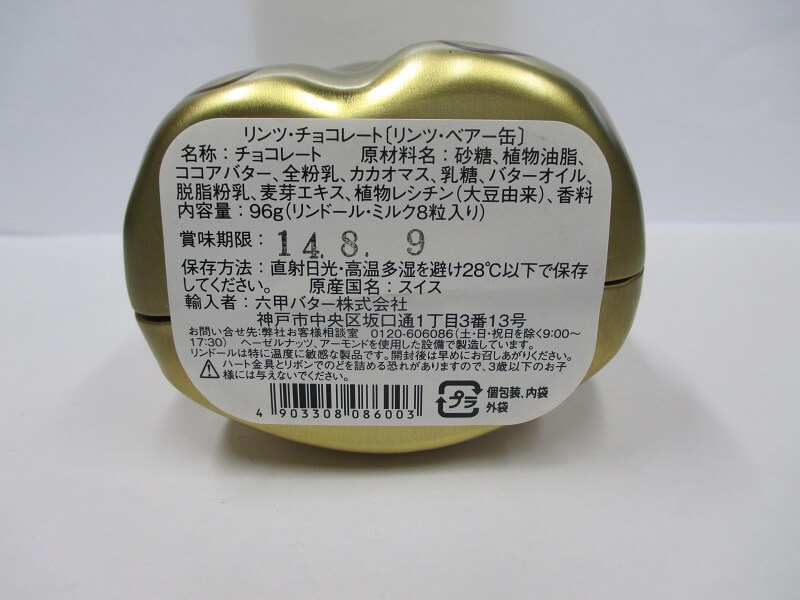 リンツ・チョコレート〔リンツ・ベアー缶〕
名称：チョコレート　原材料名：砂糖、植物油脂、
ココアバター、全粉乳、カカオマス、乳糖、バターオイル、
脱脂粉乳、麦芽エキス、植物レシチン（大豆由来）、香料
内容量：96g（リンドール・ミルク8粒入り）
賞味期限：14.8. 9
保存方法：直射日光・高温多湿を避け28℃以下で保存
してください。　原産国名：スイス
輸入者：六甲バター株式会社
神戸市中央区坂口通1丁目3番13号
お問い合せ先:弊社お客様相談室　0120-606086（土・日・祝日を除く9:00～
17:30）　ヘーゼルナッツ、アーモンドを使用した設備で製造しています。
リンドールは特に温度に敏感な製品です。開封後は早めにお召しあがりください。
ハート金具とリボンでのどを詰める恐れがありますので、3歳以下のお子
様には与えないでください。
4 903308 086003
プラ
個包装、内袋
外袋